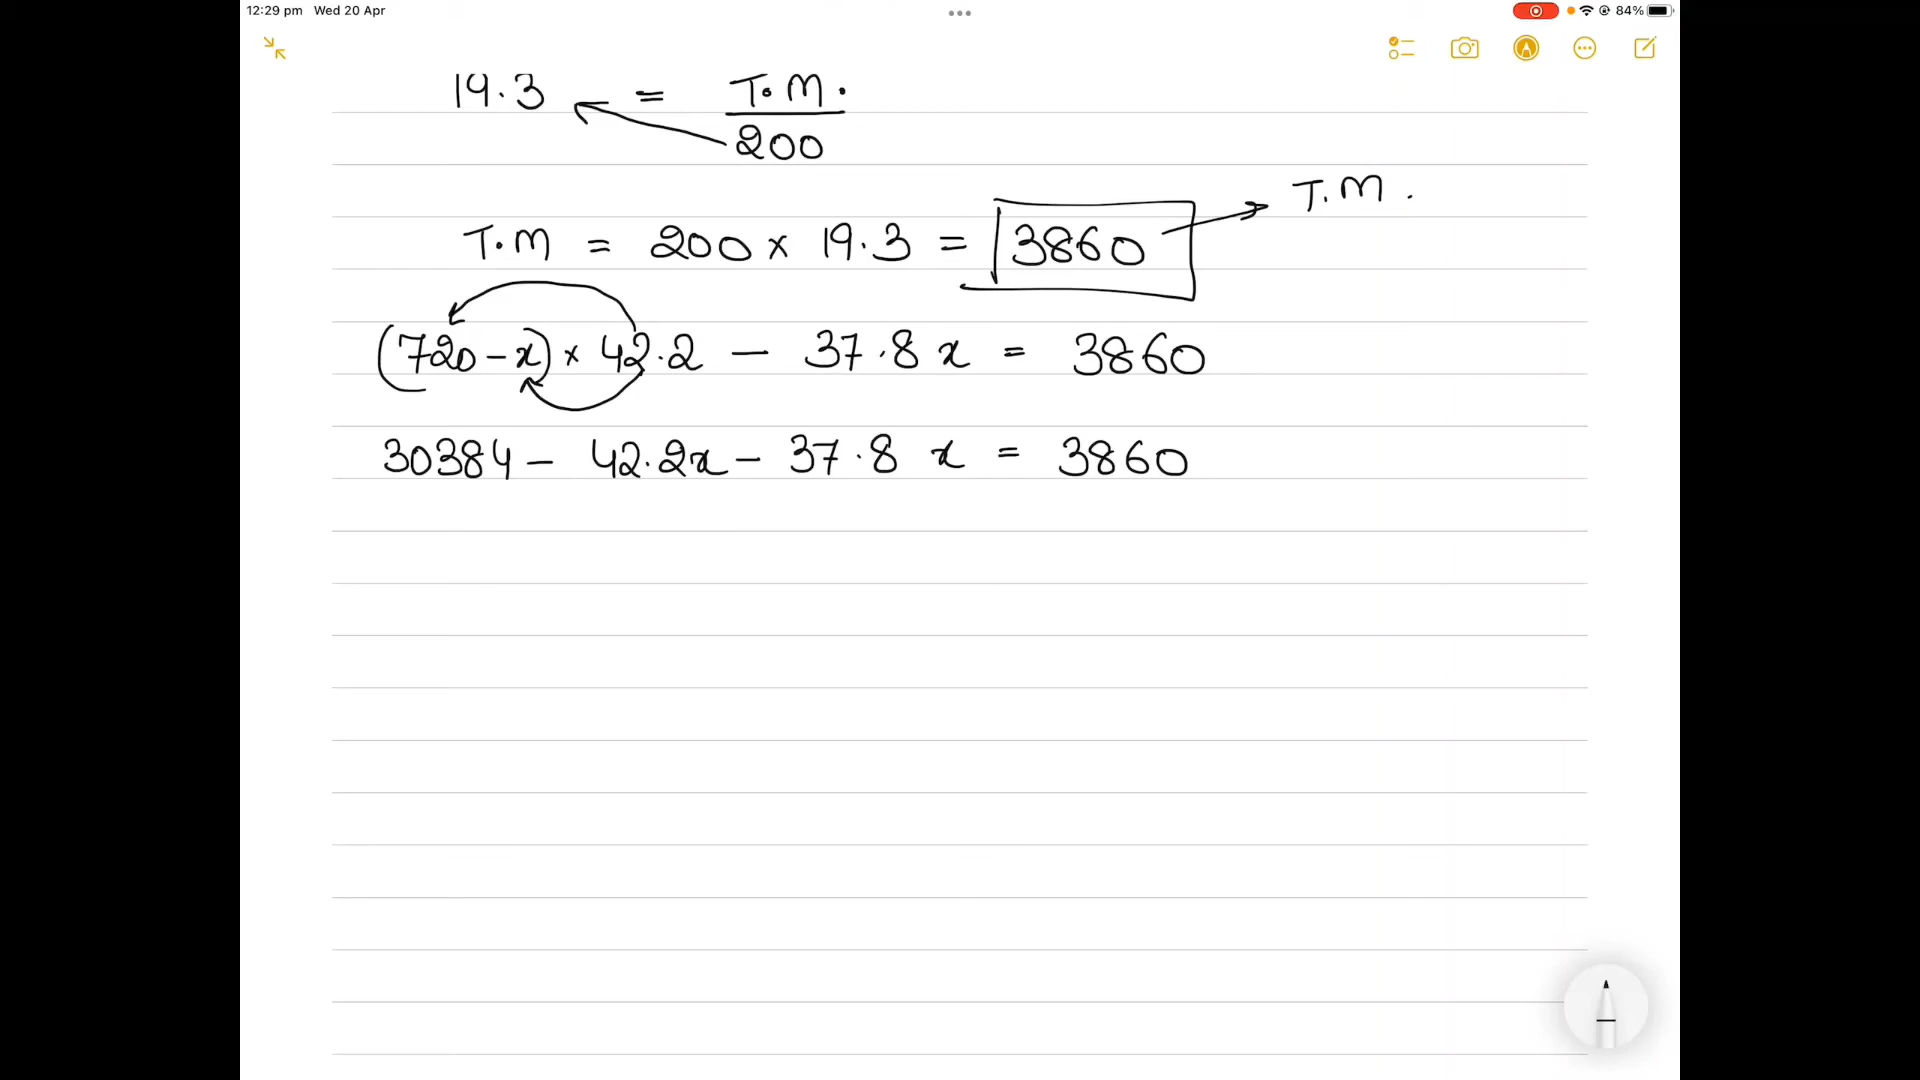 12:29 pm Wed 20 Apr
84%
19.3 = T.M.
200
T.M.
T.M = 200 x 19.3 = 3860
(720 - x) x 42.2 - 37.8 x = 3860
30384 - 42.2x - 37.8 x = 3860